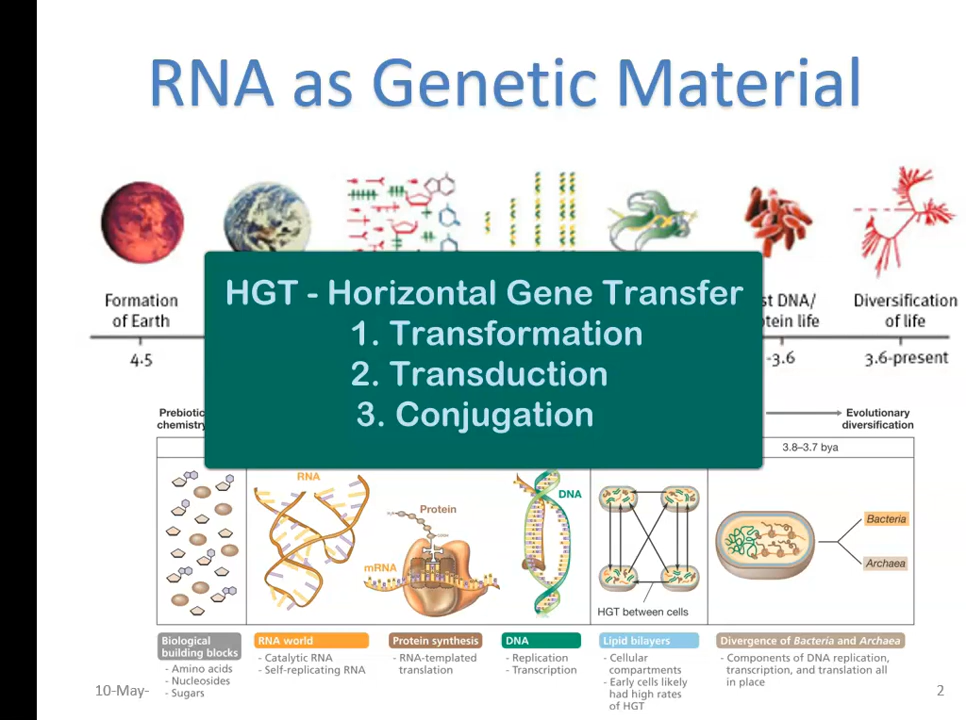 RNA as Genetic Material
Formation
of Earth
4.5
HGT - Horizontal Gene Transfer
1. Transformation
2. Transduction
3. Conjugation
DNA/
life
-3.6
Diversification
of life
3.6-present
Prebiotic
chemistry
Evolutionary
diversification
3.8–3.7 bya
RNA
Protein
mRNA
DNA
HGT between cells
Bacteria
Archaea
Biological
building blocks
- Amino acids
- Nucleosides
- Sugars
RNA world
- Catalytic RNA
- Self-replicating RNA
Protein synthesis
- RNA-templated
translation
DNA
- Replication
- Transcription
Lipid bilayers
- Cellular
compartments
- Early cells likely
had high rates
of HGT
Divergence of Bacteria and Archaea
- Components of DNA replication,
transcription, and translation all
in place
10-May-
2